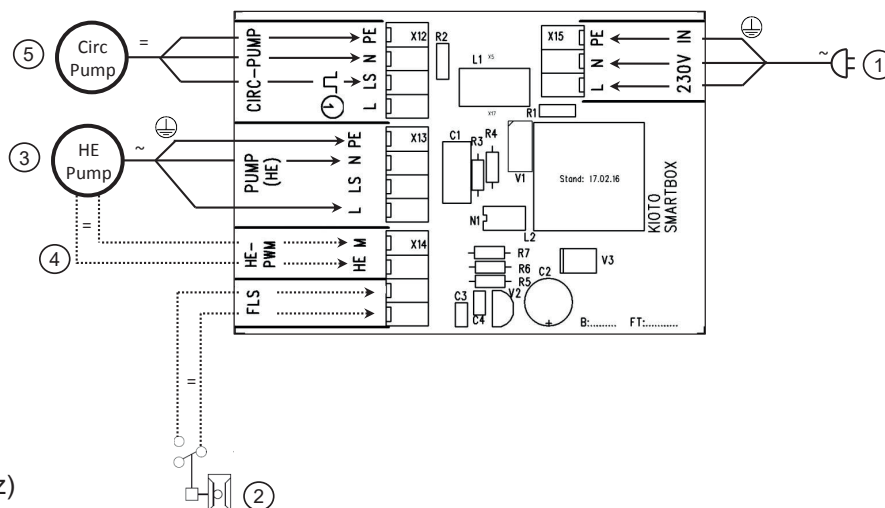 5
Circ
Pump
=
CIRC-PUMP
PE
N
LS
L
X12
R2
L1
X5
X17
X15
PE
N
L
230V IN
~
1
R1
3
HE
Pump
~
PUMP
(HE)
PE
N
LS
L
X13
C1
R3
R4
V1
Stand: 17.02.16
KIOTO
SMARTBOX
N1
L2
=
4
HE-
PWM
M
HE
X14
R7
R6
R5
V3
C2
FLS
C3
C4
V2
+
B:......... FT:...........
=
z)
2